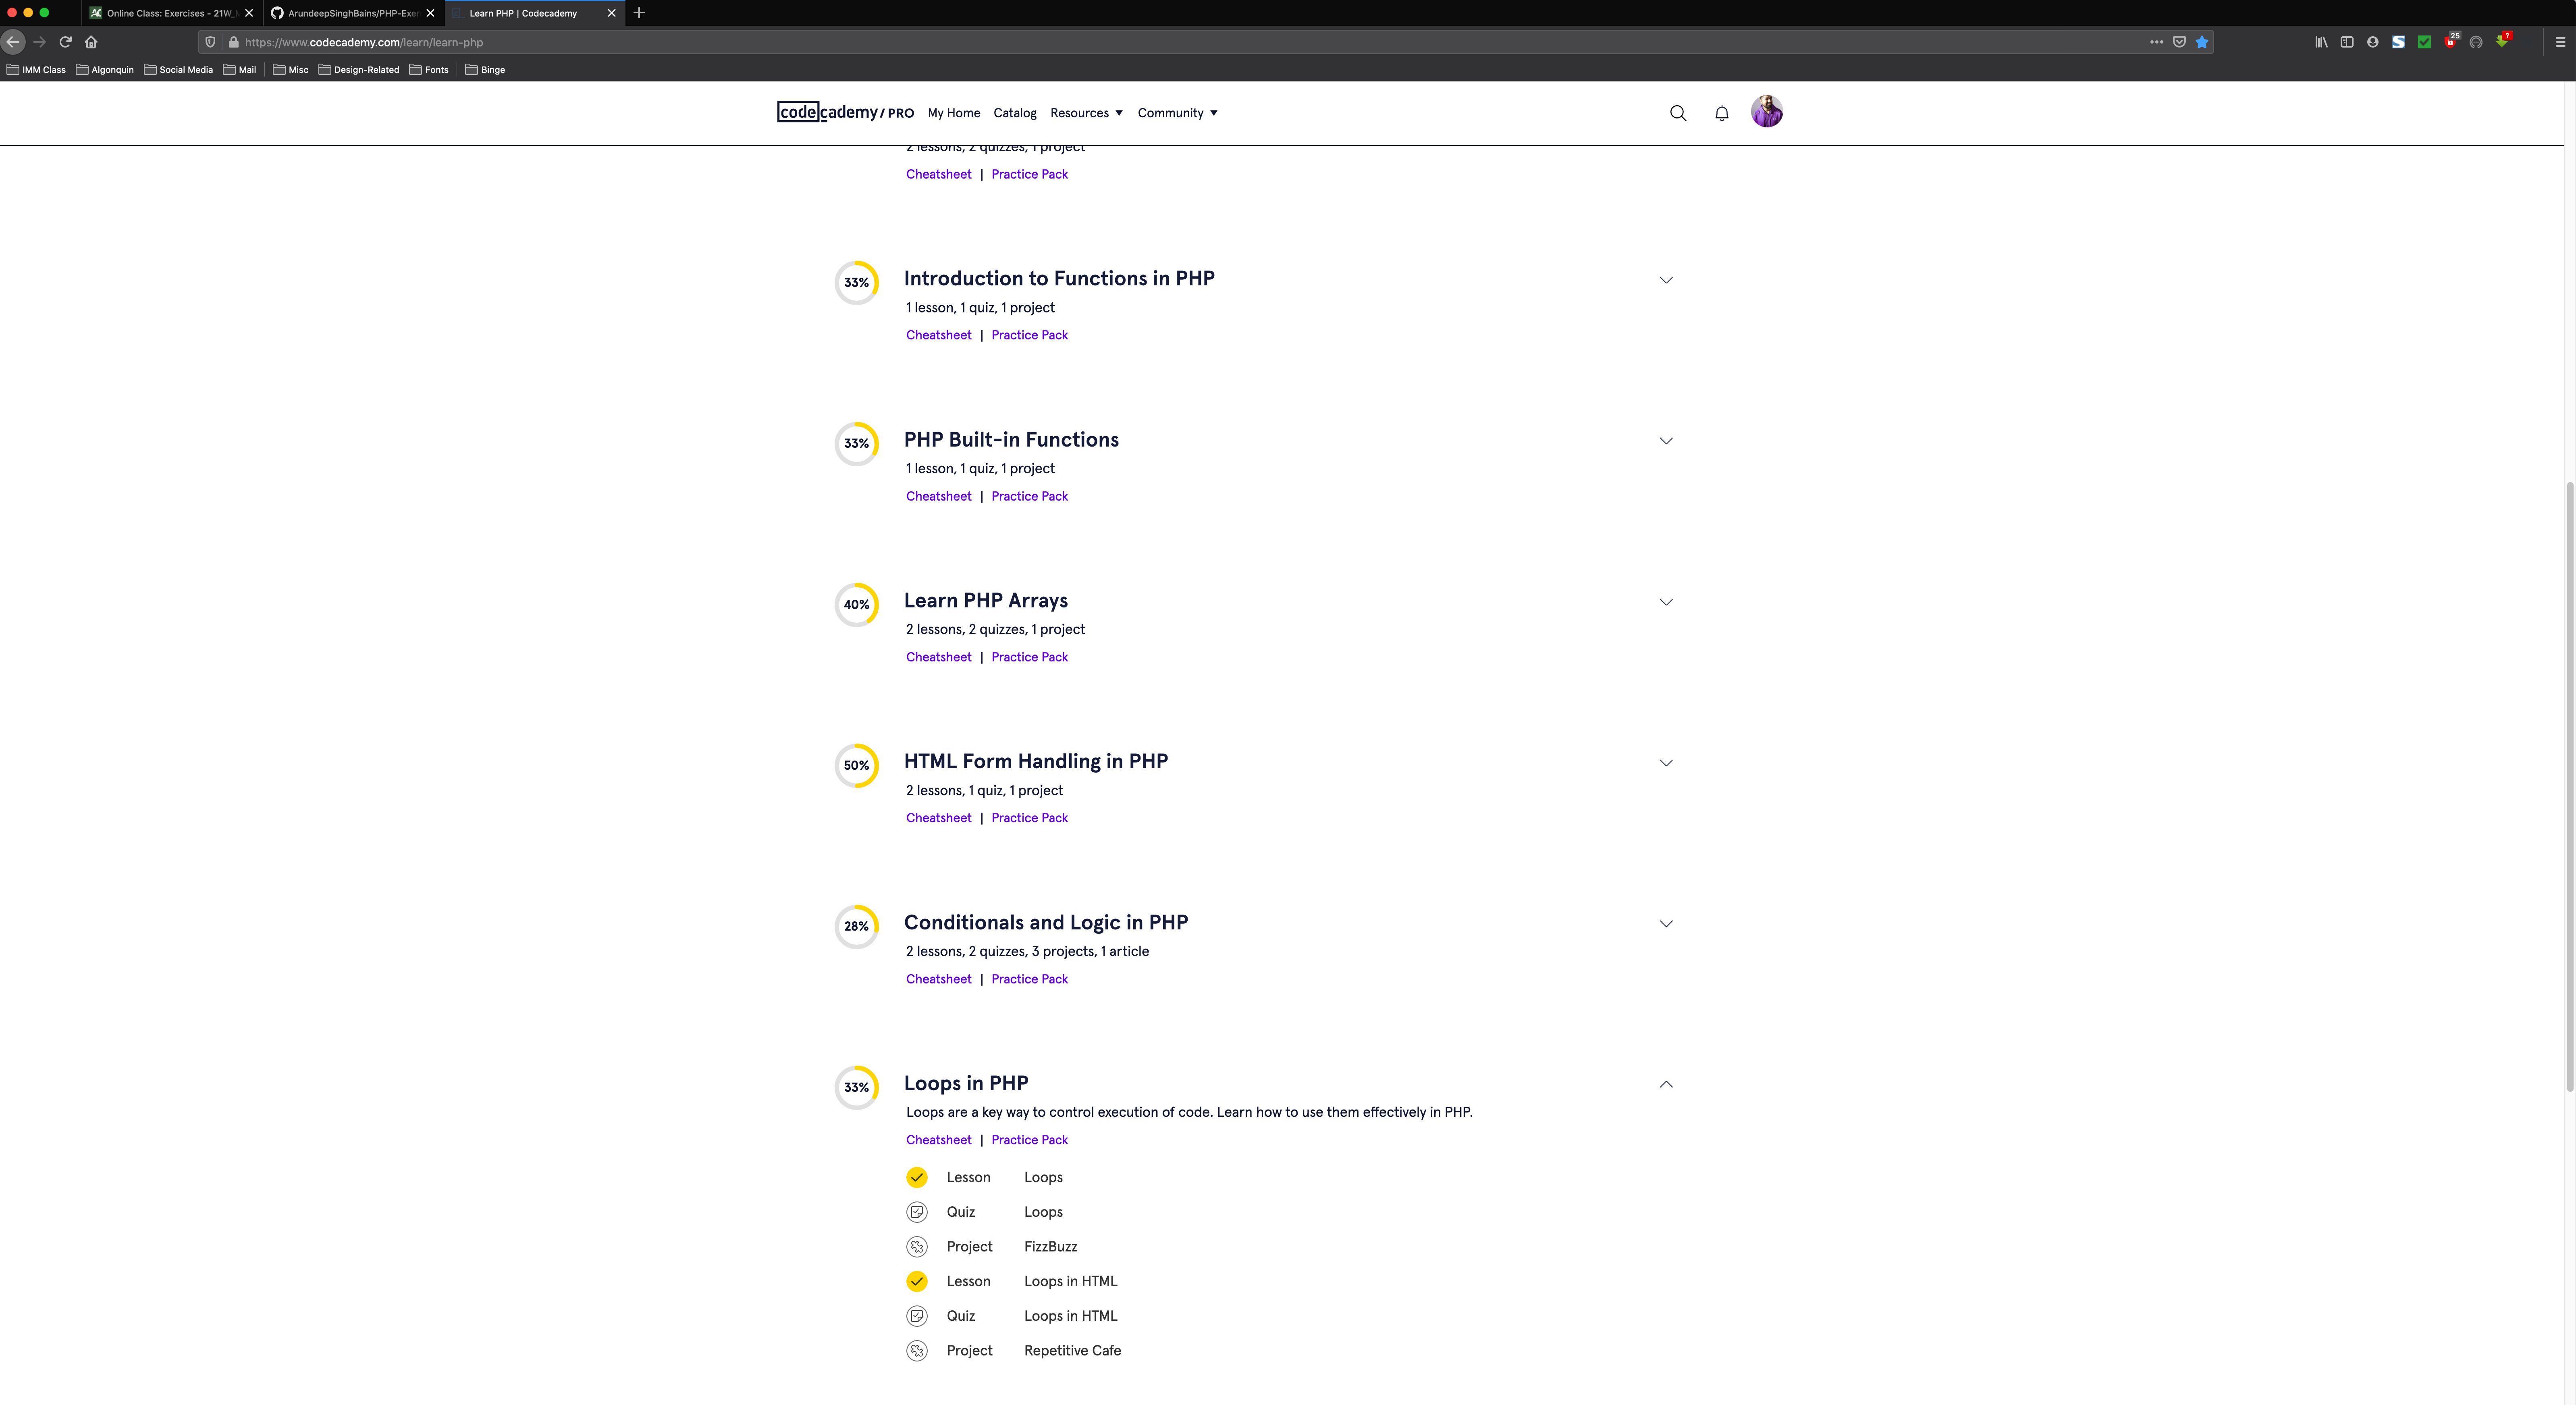 Online Class: Exercises - 21W_
ArundeepSinghBains/PHP-Exer
Learn PHP | Codecademy
https://www.codecademy.com/learn/learn-php
25
?
IMM Class Algonquin Social Media Mail Misc Design-Related Fonts Binge
codecademy / PRO My Home Catalog Resources Community
2 lessons, 2 quizzes, 1 project
Cheatsheet | Practice Pack
33% Introduction to Functions in PHP
1 lesson, 1 quiz, 1 project
Cheatsheet | Practice Pack
33% PHP Built-in Functions
1 lesson, 1 quiz, 1 project
Cheatsheet | Practice Pack
40% Learn PHP Arrays
2 lessons, 2 quizzes, 1 project
Cheatsheet | Practice Pack
50% HTML Form Handling in PHP
2 lessons, 1 quiz, 1 project
Cheatsheet | Practice Pack
28% Conditionals and Logic in PHP
2 lessons, 2 quizzes, 3 projects, 1 article
Cheatsheet | Practice Pack
33% Loops in PHP
Loops are a key way to control execution of code. Learn how to use them effectively in PHP.
Cheatsheet | Practice Pack
Lesson Loops
Quiz Loops
Project FizzBuzz
Lesson Loops in HTML
Quiz Loops in HTML
Project Repetitive Cafe